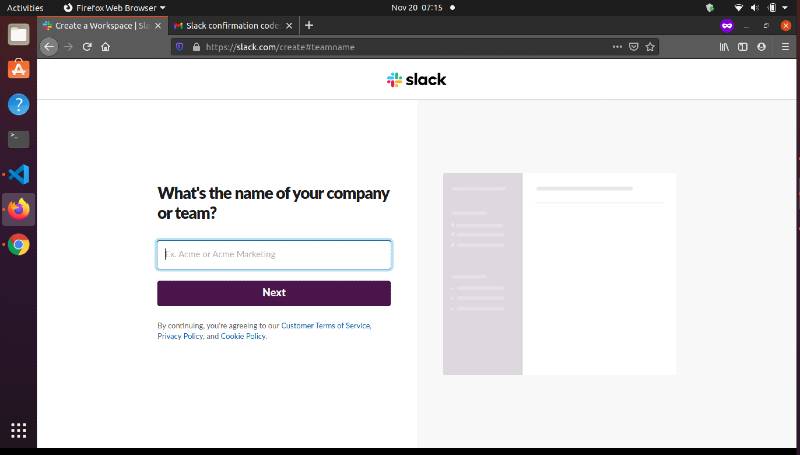 Activities
FireFox Web Browser
Nov 20 07:15
Create a Workspace | Sla
Slack confirmation code
https://slack.com/create#teamname
slack
What's the name of your company
or team?
Ex. Acme or Acme Marketing
Next
By continuing, you're agreeing to our Customer Terms of Service,
Privacy Policy, and Cookie Policy.